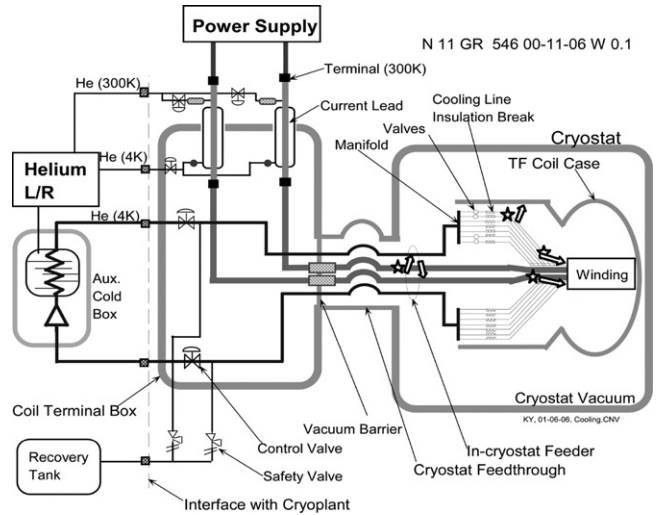 Power Supply
N 11 GR 546 00-11-06 W 0.1
Terminal (300K)
He (300K)
Current Lead
Cooling Line
Insulation Break
Valves
Manifold
Cryostat
TF Coil Case
Helium
L/R
He (4K)
He (4K)
Aux.
Cold
Box
Winding
Coil Terminal Box
Vacuum Barrier
Cryostat Vacuum
KY, 01-06-06, Cooling.CNV
Control Valve
In-cryostat Feeder
Recovery
Tank
Safety Valve
Cryostat Feedthrough
Interface with Cryoplant